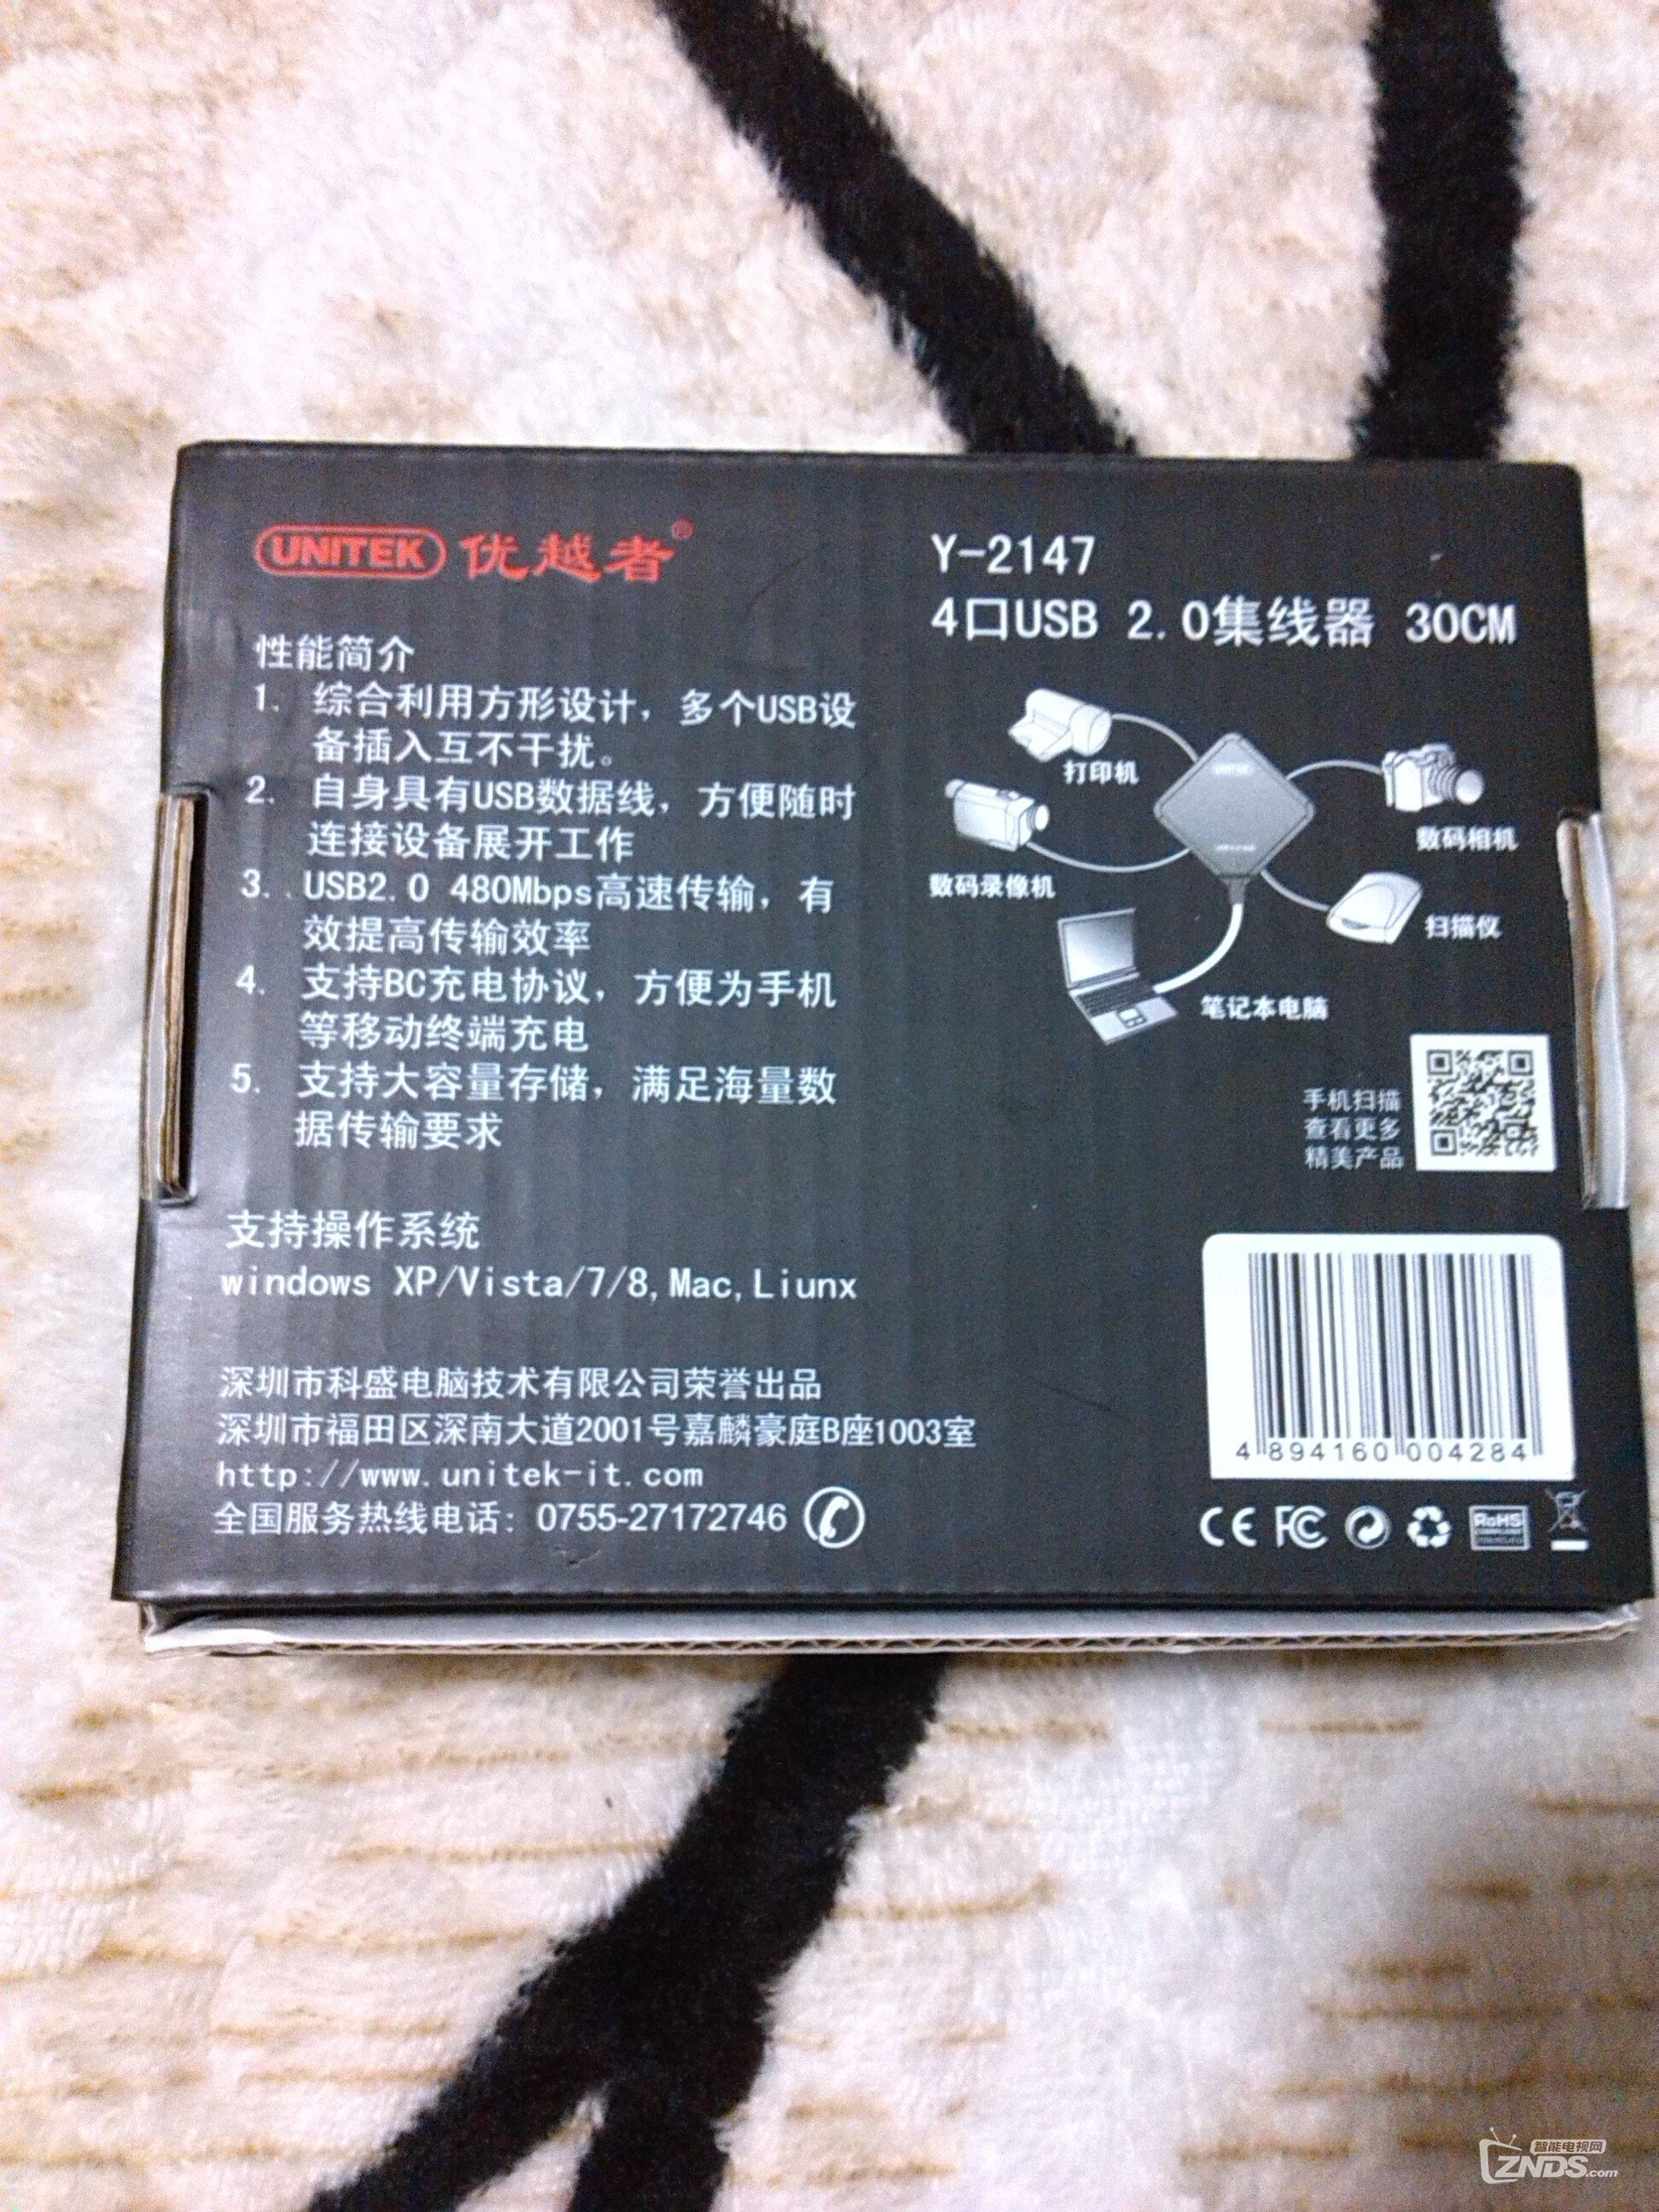 UNITEK 优越者®
性能简介
1. 综合利用方形设计，多个USB设
备插入互不干扰。
2. 自身具有USB数据线，方便随时
连接设备展开工作
3. USB2.0 480Mbps高速传输，有
效提高传输效率
4. 支持BC充电协议，方便为手机
等移动终端充电
5. 支持大容量存储，满足海量数
据传输要求
支持操作系统
windows XP/Vista/7/8,Mac,Liunx
深圳市科盛电脑技术有限公司荣誉出品
深圳市福田区深南大道2001号嘉麟豪庭B座1003室
http://www.unitek-it.com
全国服务热线电话：0755-27172746
Y-2147
4口USB 2.0集线器 30CM
打印机
数码相机
数码录像机
扫描仪
笔记本电脑
手机扫描
查看更多
精美产品
4 894160 004284
CE FC RoHS
智能电视网
ZNDS.com